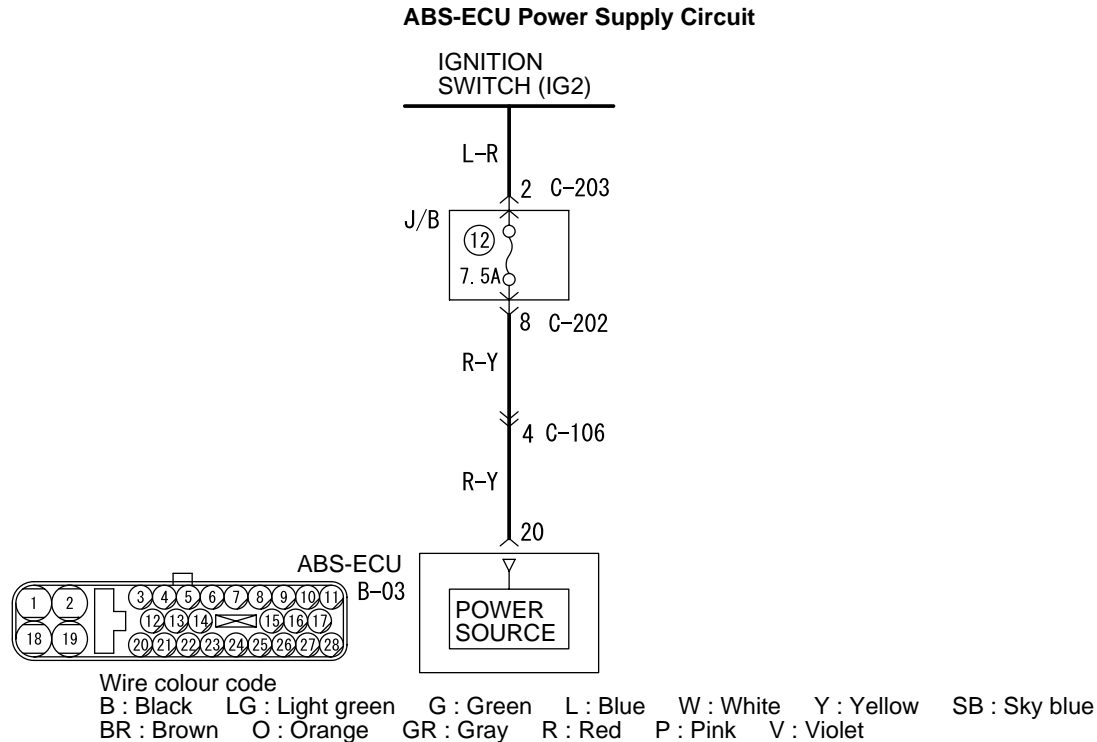 ABS-ECU Power Supply Circuit
IGNITION
SWITCH (IG2)
L-R
2 C-203
J/B
12
7.5A
8 C-202
R-Y
4 C-106
R-Y
20
ABS-ECU
B-03
POWER
SOURCE
1 2 3 4 5 6 7 8 9 10 11
12 13 14 15 16 17
18 19 20 21 22 23 24 25 26 27 28
Wire colour code
B : Black LG : Light green G : Green L : Blue W : White Y : Yellow SB : Sky blue
BR : Brown O : Orange GR : Gray R : Red P : Pink V : Violet